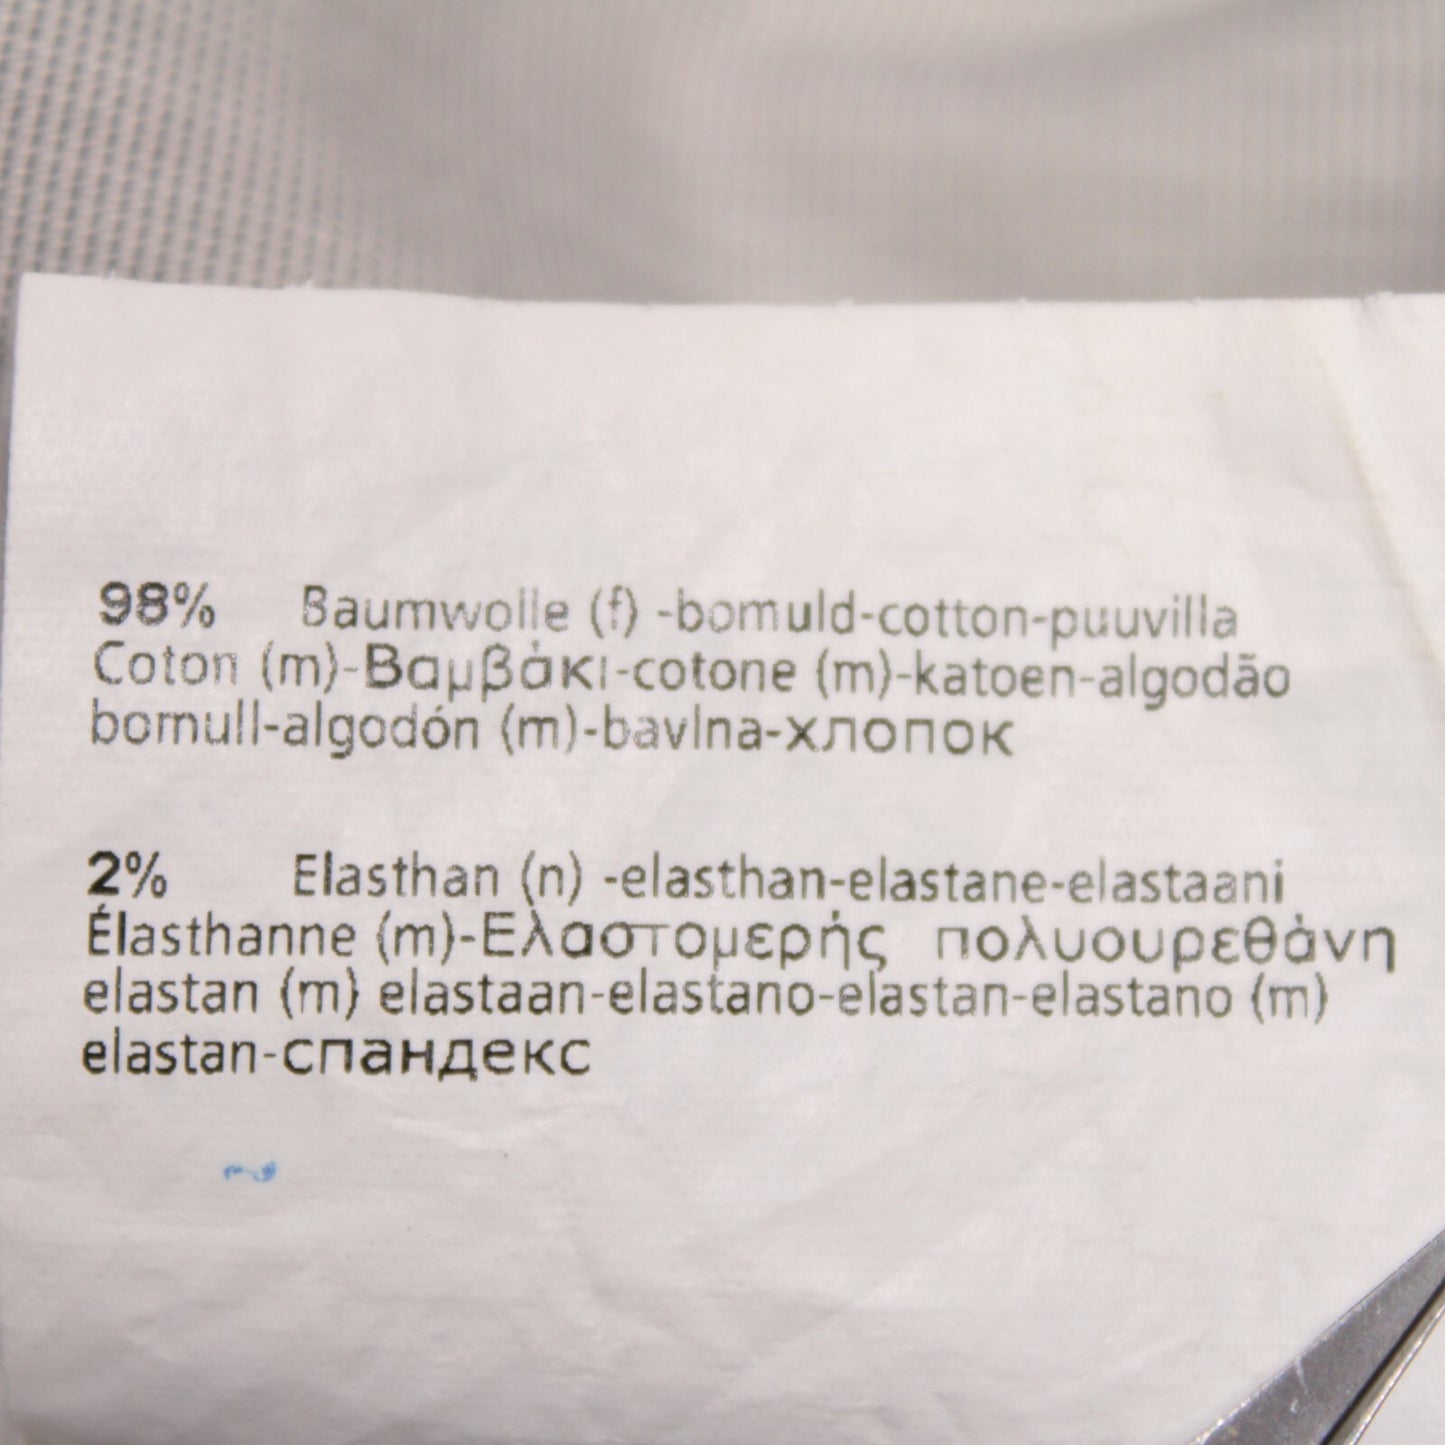 98% Baumwolle (f) -bomuld-cotton-puuvilla
Coton (m)-Βαμβάκι-cotone (m)-katoen-algodão
bomull-algodón (m)-bavlna-хлопок
2% Elasthan (n) -elasthan-elastane-elastaani
Élasthanne (m)-Ελαστομερής πολυουρεθάνη
elastan (m) elastaan-elastano-elastan-elastano (m)
elastan-спандекс